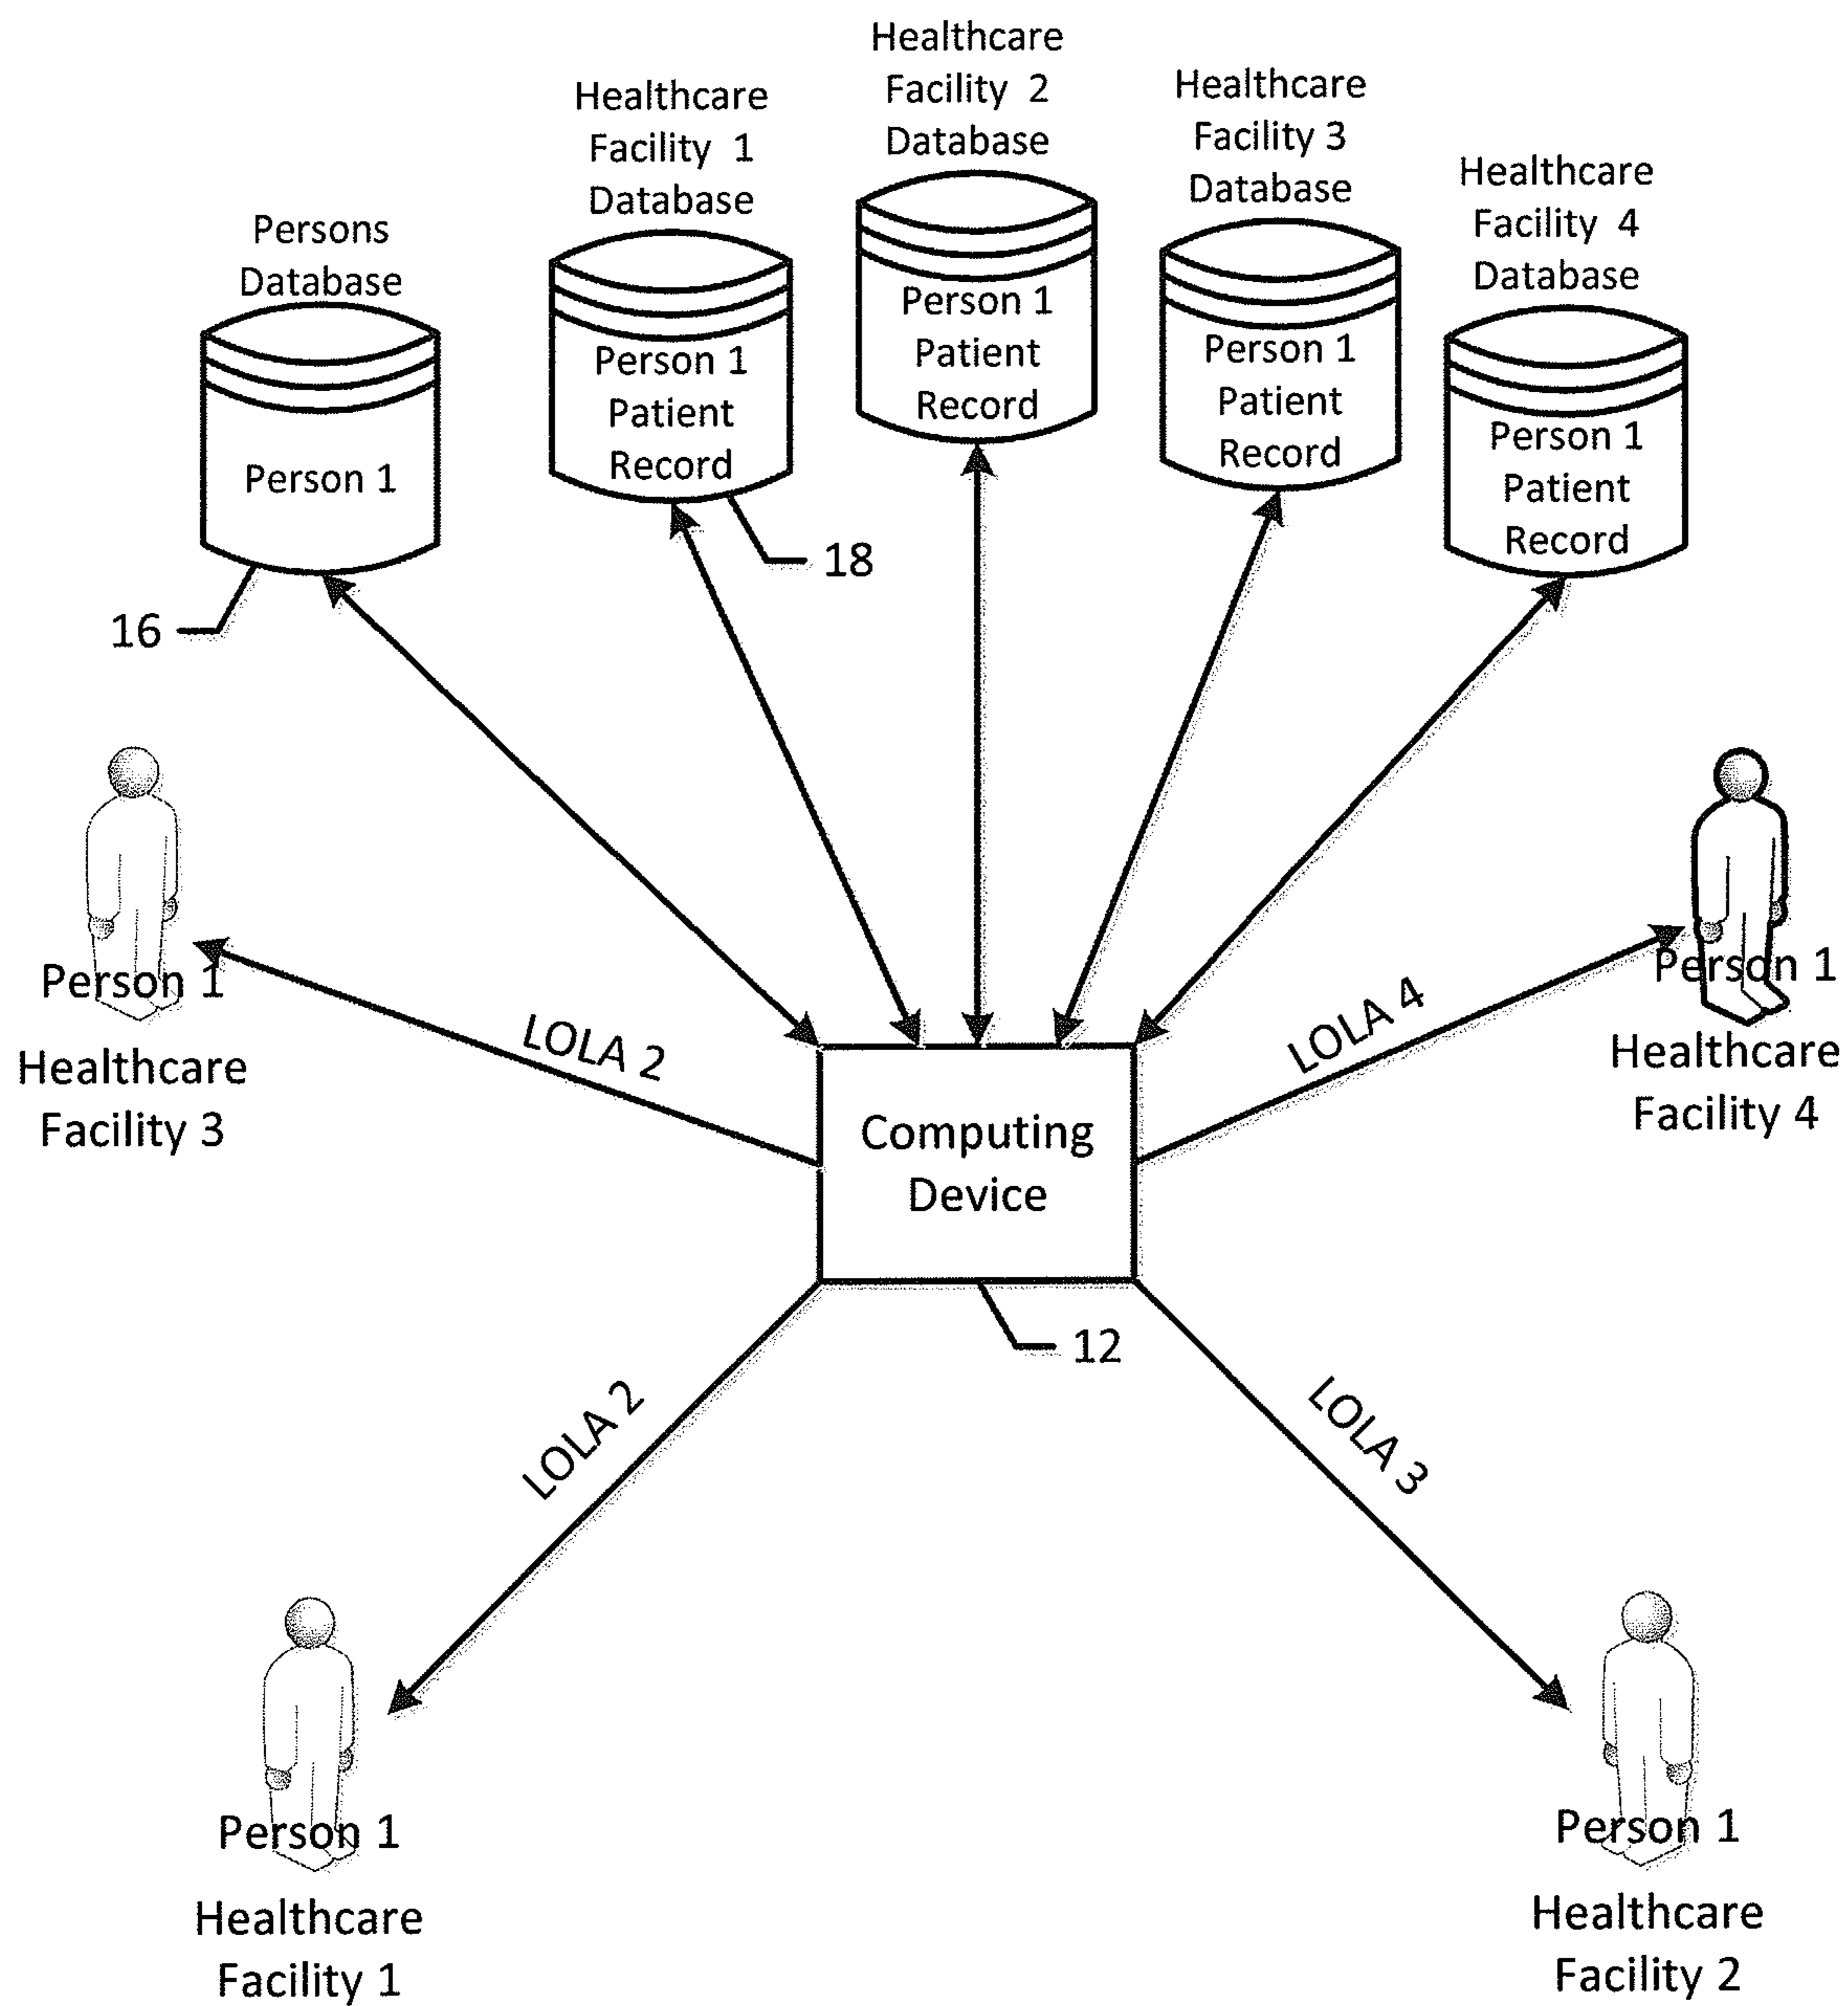 Healthcare
Facility 2
Database
Healthcare
Facility 1
Database
Healthcare
Facility 3
Database
Healthcare
Facility 4
Database
Persons
Database
Person 1
Person 1
Patient
Record
Person 1
Patient
Record
Person 1
Patient
Record
Person 1
Patient
Record
16
18
Person 1
Healthcare
Facility 3
LOLA 2
LOLA 4
Person 1
Healthcare
Facility 4
Computing
Device
12
LOLA 2
LOLA 3
Person 1
Healthcare
Facility 1
Person 1
Healthcare
Facility 2